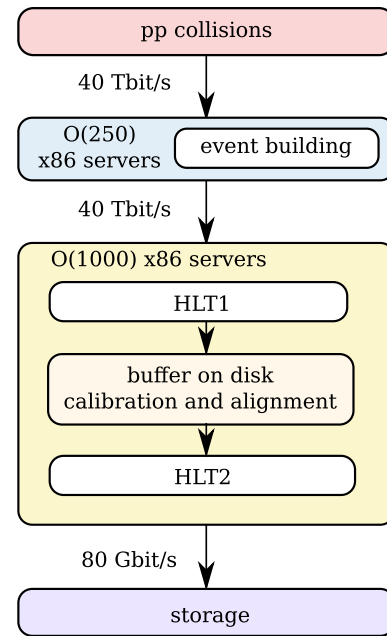 pp collisions
40 Tbit/s
O(250)
x86 servers
event building
40 Tbit/s
O(1000) x86 servers
HLT1
buffer on disk
calibration and alignment
HLT2
80 Gbit/s
storage